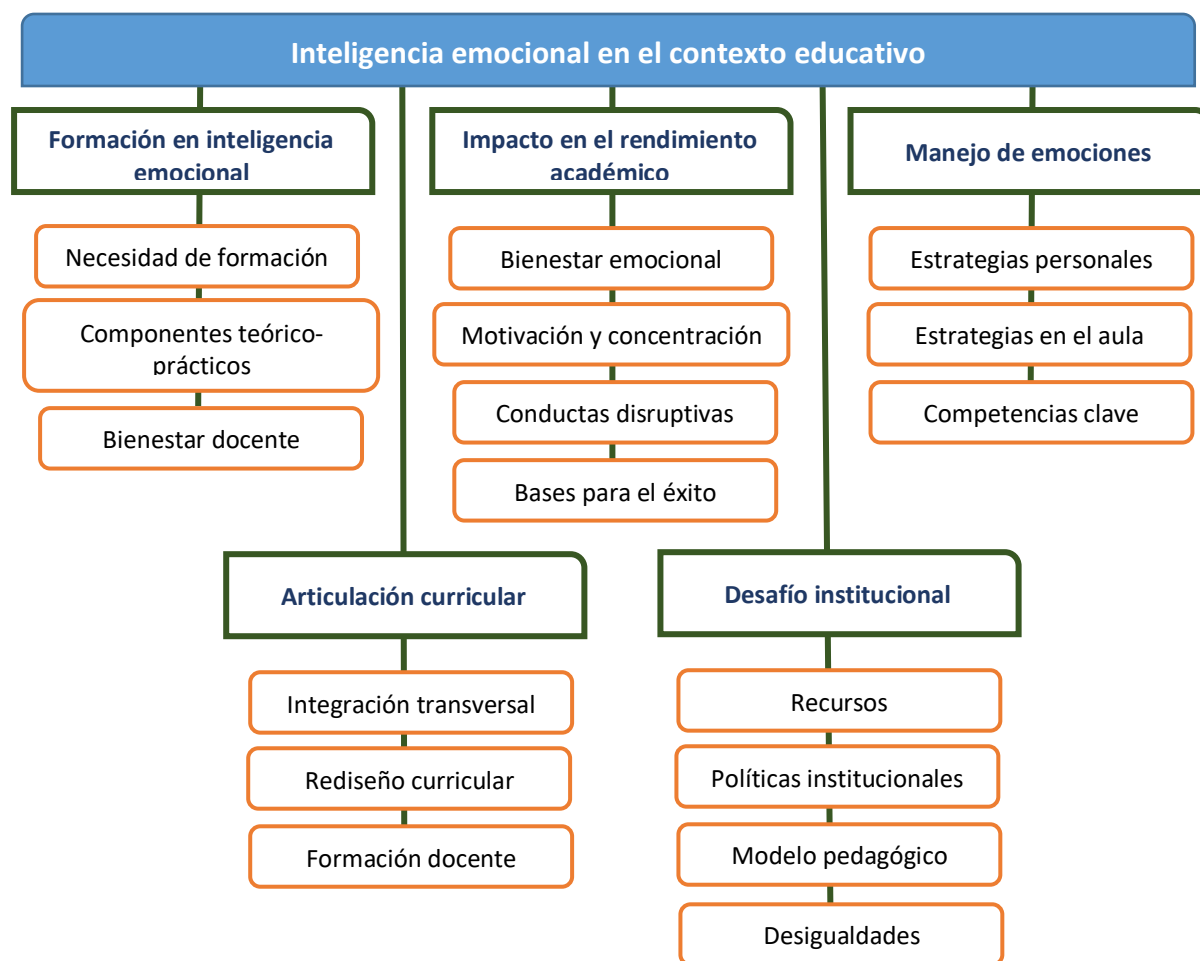 Inteligencia emocional en el contexto educativo
Formación en inteligencia
emocional
Necesidad de formación
Componentes teórico-
prácticos
Bienestar docente
Impacto en el rendimiento
académico
Bienestar emocional
Motivación y concentración
Conductas disruptivas
Bases para el éxito
Manejo de emociones
Estrategias personales
Estrategias en el aula
Competencias clave
Articulación curricular
Integración transversal
Rediseño curricular
Formación docente
Desafío institucional
Recursos
Políticas institucionales
Modelo pedagógico
Desigualdades